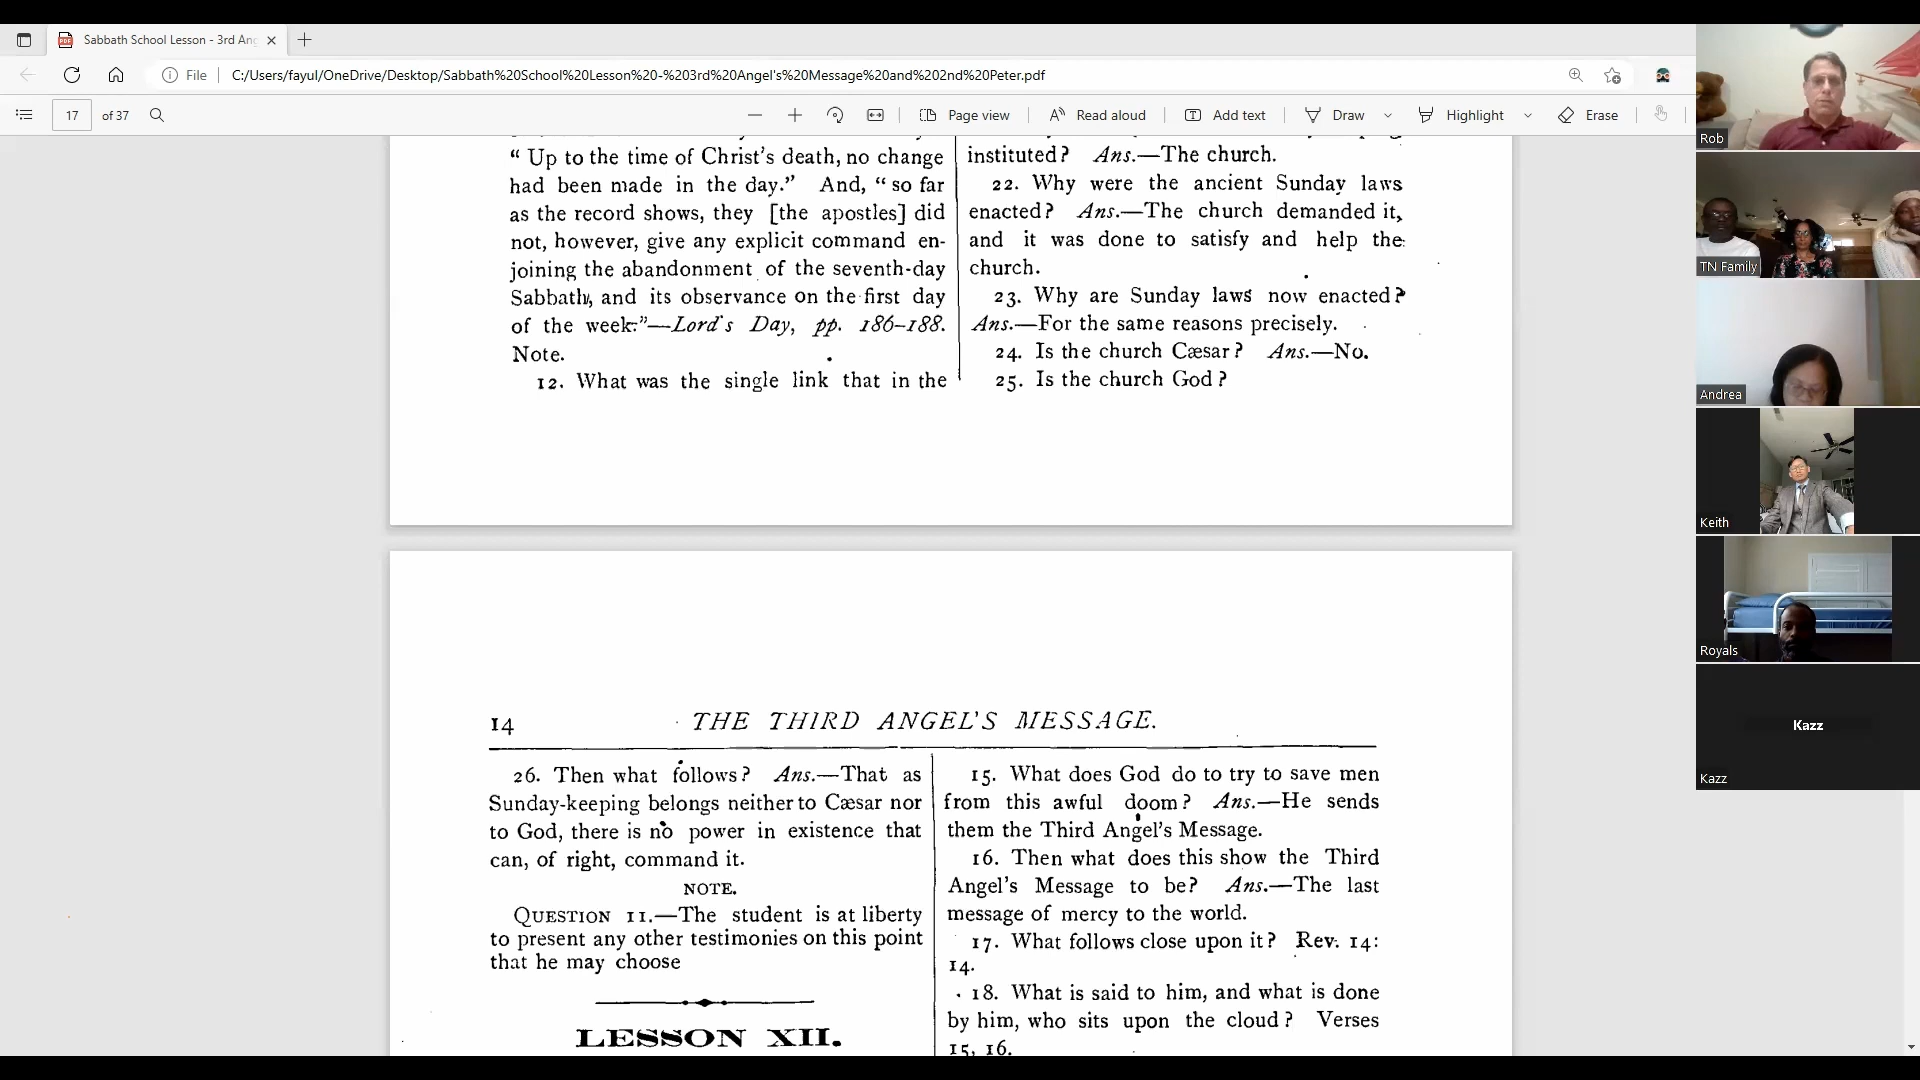 Sabbath School Lesson - 3rd Ang
File
C:/Users/fayul/OneDrive/Desktop/Sabbath%20School%20Lesson%20-%203rd%20Angel's%20Message%20and%202nd%20Peter.pdf
17 of 37
Page view
Read aloud
Add text
Draw
Highlight
Erase
“ Up to the time of Christ’s death, no change
had been made in the day.” And, “ so far
as the record shows, they [the apostles] did
not, however, give any explicit command en-
joining the abandonment of the seventh-day
Sabbath, and its observance on the first day
of the week.”—Lord’s Day, pp. 186–188.
Note.
12. What was the single link that in the
instituted? Ans.—The church.
22. Why were the ancient Sunday laws
enacted? Ans.—The church demanded it,
and it was done to satisfy and help the
church.
23. Why are Sunday laws now enacted?
Ans.—For the same reasons precisely.
24. Is the church Cæsar? Ans.—No.
25. Is the church God?
14 THE THIRD ANGEL’S MESSAGE.
26. Then what follows? Ans.—That as
Sunday-keeping belongs neither to Cæsar nor
to God, there is no power in existence that
can, of right, command it.
NOTE.
QUESTION 11.—The student is at liberty
to present any other testimonies on this point
that he may choose
LESSON XII.
15. What does God do to try to save men
from this awful doom? Ans.—He sends
them the Third Angel’s Message.
16. Then what does this show the Third
Angel’s Message to be? Ans.—The last
message of mercy to the world.
17. What follows close upon it? Rev. 14:
14.
18. What is said to him, and what is done
by him, who sits upon the cloud? Verses
15, 16.
Rob
TN Family
Andrea
Keith
Royals
Kazz
Kazz